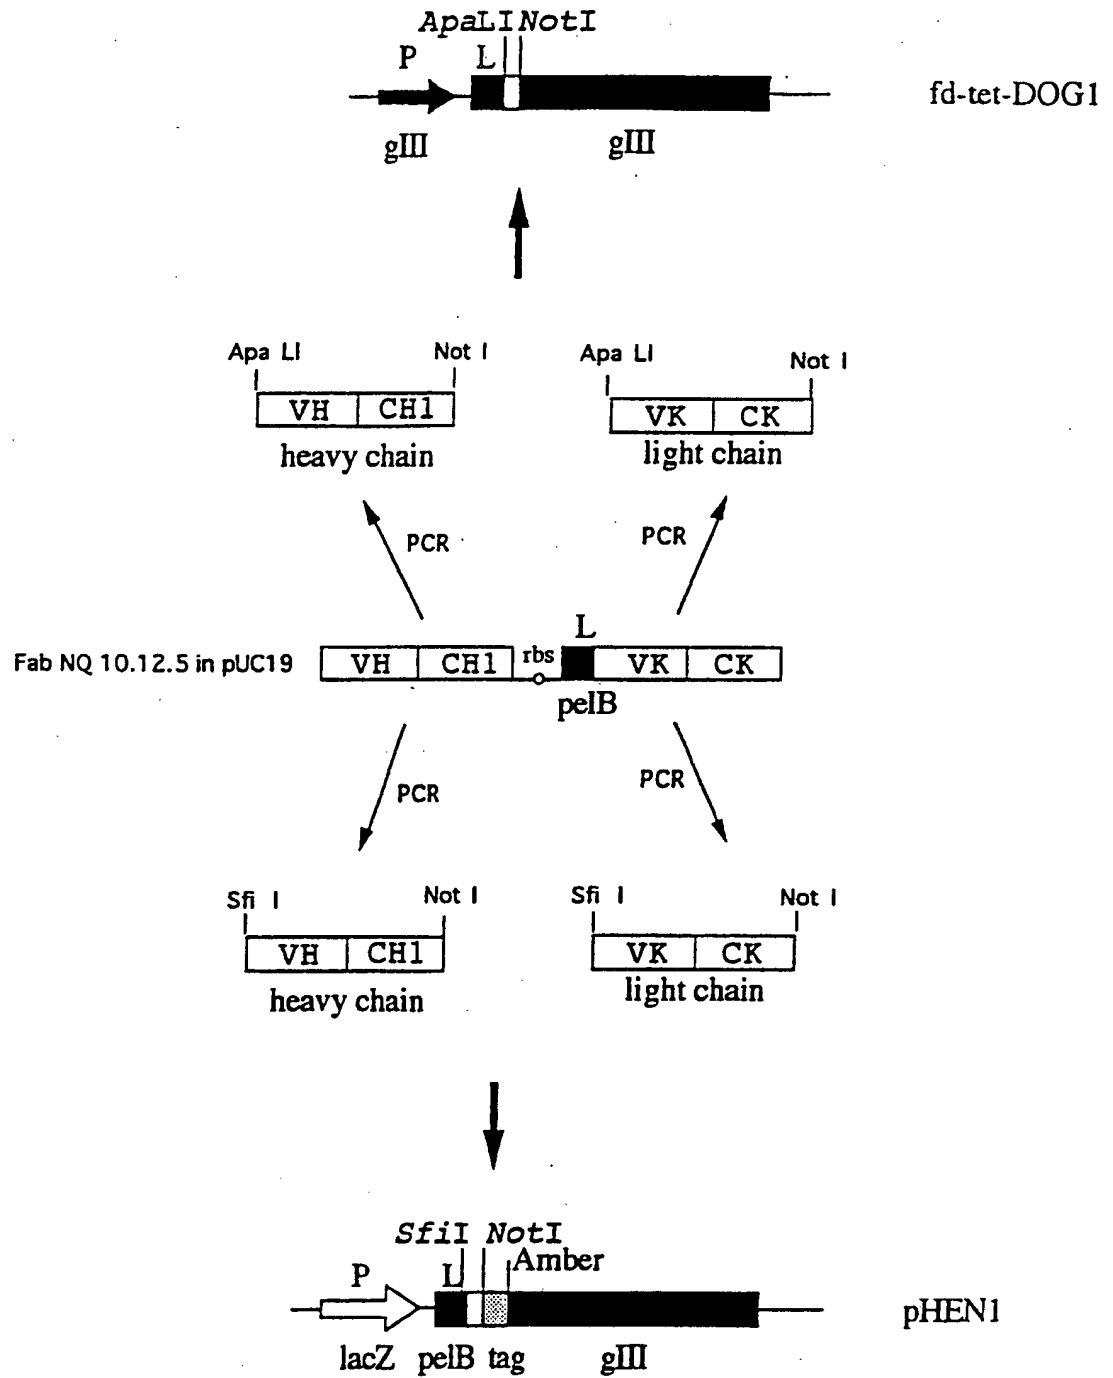 ApaLI NotI
P L
fd-tet-DOG1
gIII gIII
Apa LI Not I Apa LI Not I
VH CH1 VK CK
heavy chain light chain
PCR PCR
L
Fab NQ 10.12.5 in pUC19 VH CH1 rbs VK CK
pelB
PCR PCR
Sfi I Not I Sfi I Not I
VH CH1 VK CK
heavy chain light chain
SfiI NotI
P L Amber
pHEN1
lacZ pelB tag gIII